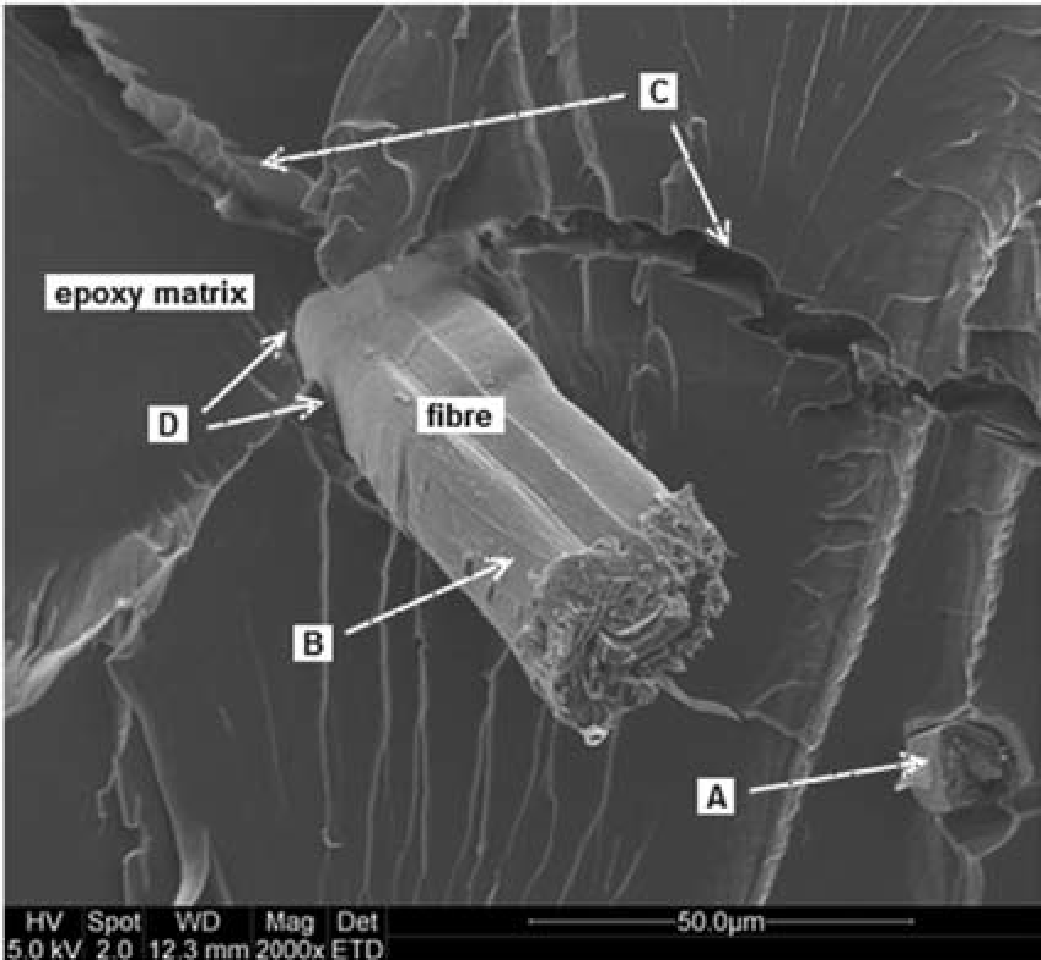 C
epoxy matrix
D
fibre
B
A
HV Spot WD Mag Det
50.0µm
5.0 kV 2.0 12.3 mm 2000x ETD